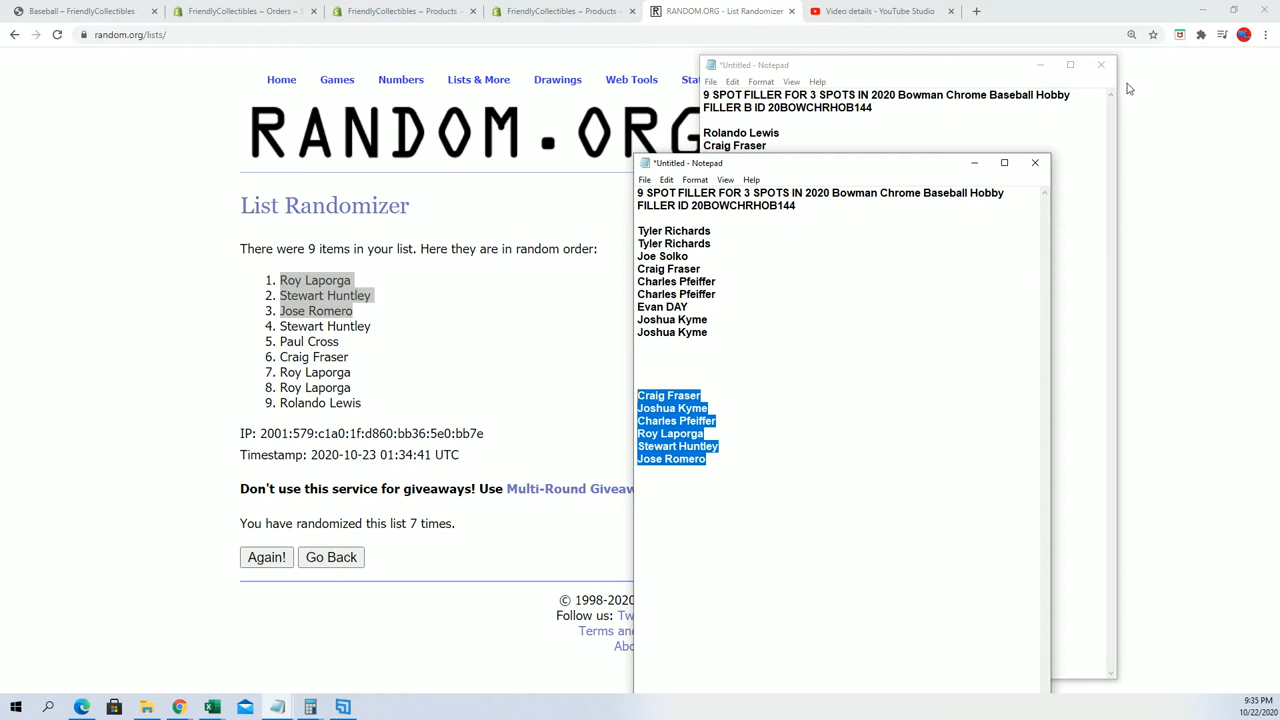 Baseball – FriendlyCollectibles
FriendlyCollectibles ~ Orders ~ S
FriendlyCollectibles ~ Products ~
FriendlyCollectibles ~ Products ~
RANDOM.ORG - List Randomizer
Video details - YouTube Studio
random.org/lists/
Home
Games
Numbers
Lists & More
Drawings
Web Tools
Stat
RANDOM.ORG
List Randomizer
There were 9 items in your list. Here they are in random order:
1. Roy Laporga
2. Stewart Huntley
3. Jose Romero
4. Stewart Huntley
5. Paul Cross
6. Craig Fraser
7. Roy Laporga
8. Roy Laporga
9. Rolando Lewis
IP: 2001:579:c1a0:1f:d860:bb36:5e0:bb7e
Timestamp: 2020-10-23 01:34:41 UTC
Don't use this service for giveaways! Use Multi-Round Giveaw
You have randomized this list 7 times.
Again!
Go Back
© 1998-2020
Follow us: Tw
Terms and
Abo
*Untitled - Notepad
File Edit Format View Help
9 SPOT FILLER FOR 3 SPOTS IN 2020 Bowman Chrome Baseball Hobby
FILLER B ID 20BOWCHRHOB144
Rolando Lewis
Craig Fraser
*Untitled - Notepad
File Edit Format View Help
9 SPOT FILLER FOR 3 SPOTS IN 2020 Bowman Chrome Baseball Hobby
FILLER ID 20BOWCHRHOB144
Tyler Richards
Tyler Richards
Joe Solko
Craig Fraser
Charles Pfeiffer
Charles Pfeiffer
Evan DAY
Joshua Kyme
Joshua Kyme
Craig Fraser
Joshua Kyme
Charles Pfeiffer
Roy Laporga
Stewart Huntley
Jose Romero
9:35 PM
10/22/2020